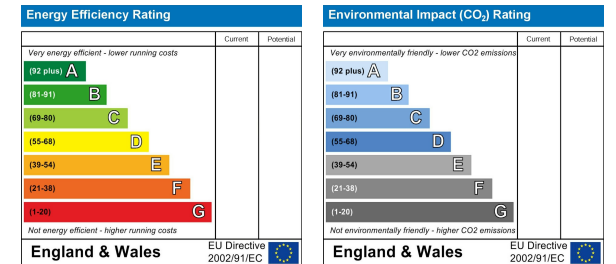 Energy Efficiency Rating
Current Potential
Very energy efficient - lower running costs
(92 plus) A
(81-91) B
(69-80) C
(55-68) D
(39-54) E
(21-38) F
(1-20) G
Not energy efficient - higher running costs
England & Wales
EU Directive
2002/91/EC
Environmental Impact (CO₂) Rating
Current Potential
Very environmentally friendly - lower CO2 emissions
(92 plus) A
(81-91) B
(69-80) C
(55-68) D
(39-54) E
(21-38) F
(1-20) G
Not environmentally friendly - higher CO2 emissions
England & Wales
EU Directive
2002/91/EC